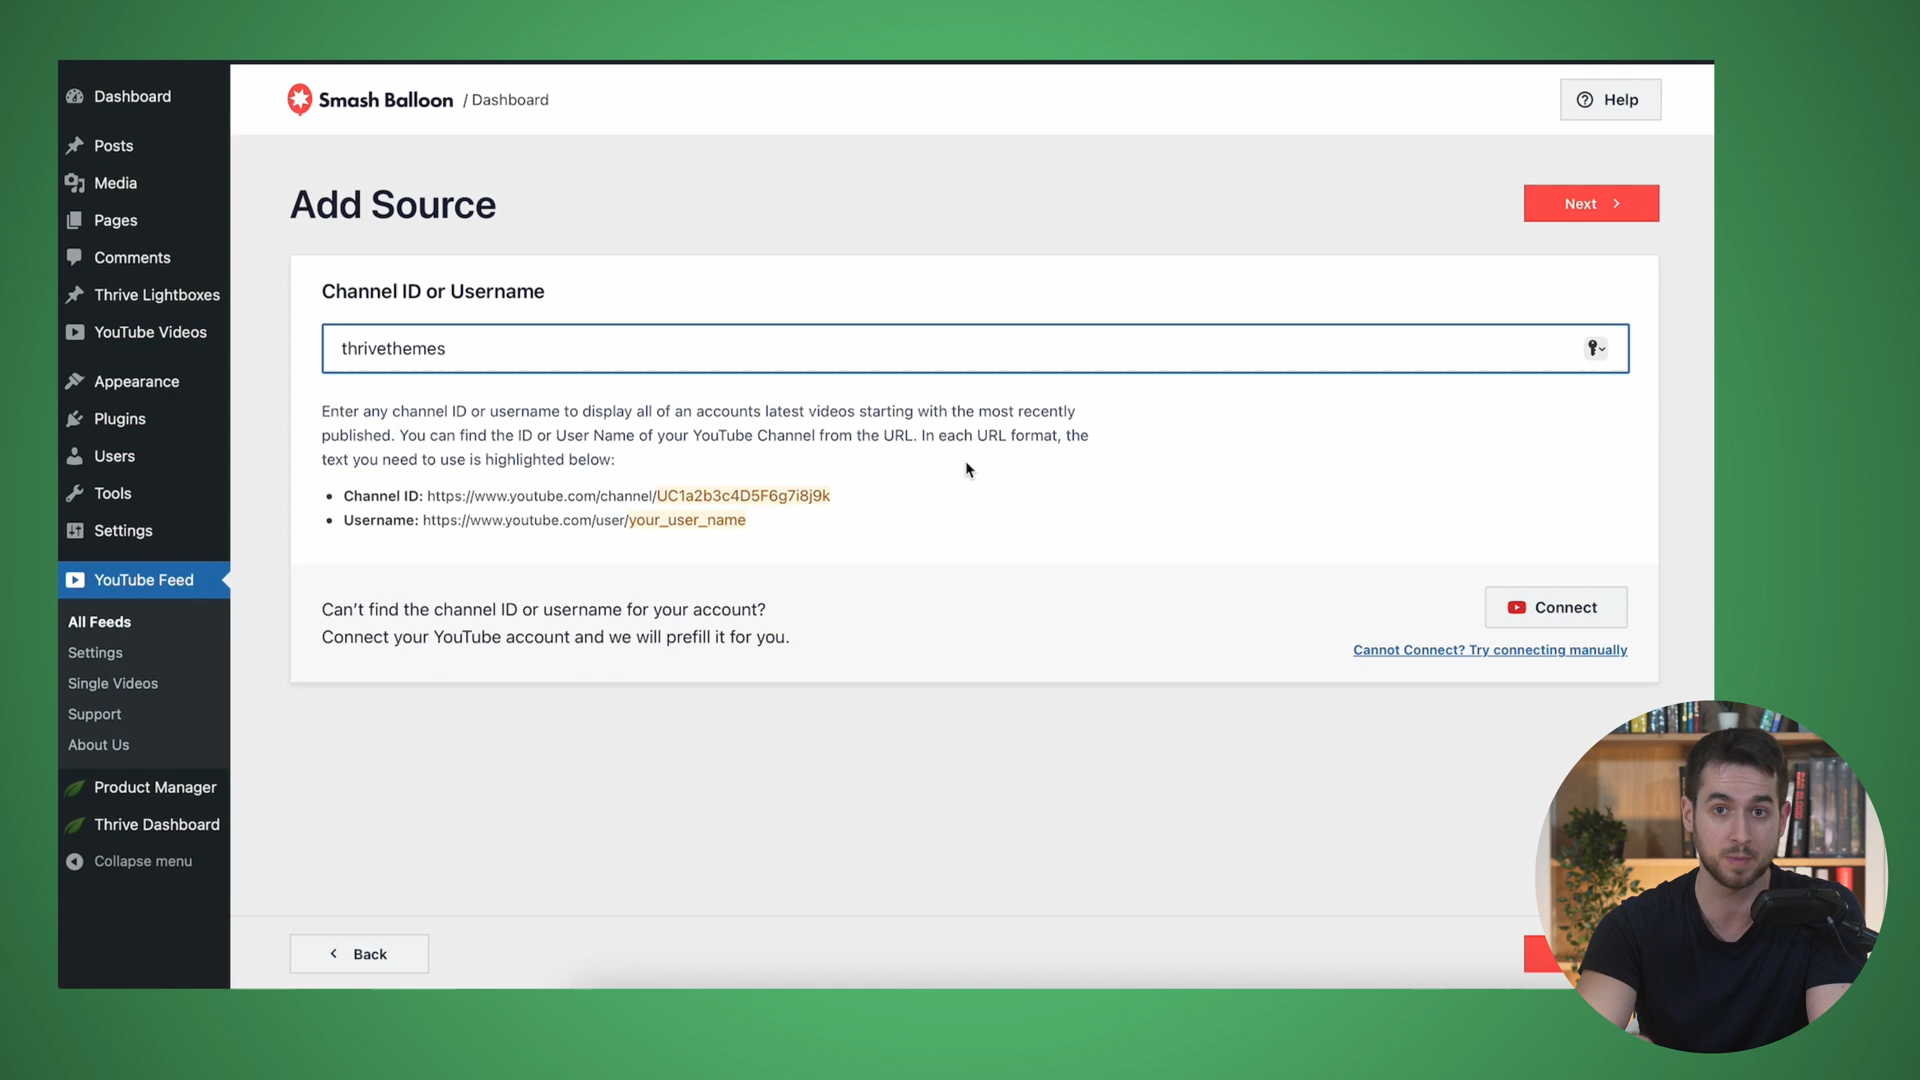 Dashboard
Posts
Media
Pages
Comments
Thrive Lightboxes
YouTube Videos
Appearance
Plugins
Users
Tools
Settings
YouTube Feed
All Feeds
Settings
Single Videos
Support
About Us
Product Manager
Thrive Dashboard
Collapse menu
Smash Balloon / Dashboard
Help
Add Source
Next
Channel ID or Username
thrivethemes
Enter any channel ID or username to display all of an accounts latest videos starting with the most recently
published. You can find the ID or User Name of your YouTube Channel from the URL. In each URL format, the
text you need to use is highlighted below:
• Channel ID: https://www.youtube.com/channel/UC1a2b3c4D5F6g7i8j9k
• Username: https://www.youtube.com/user/your_user_name
Can't find the channel ID or username for your account?
Connect your YouTube account and we will prefill it for you.
Connect
Cannot Connect? Try connecting manually
Back